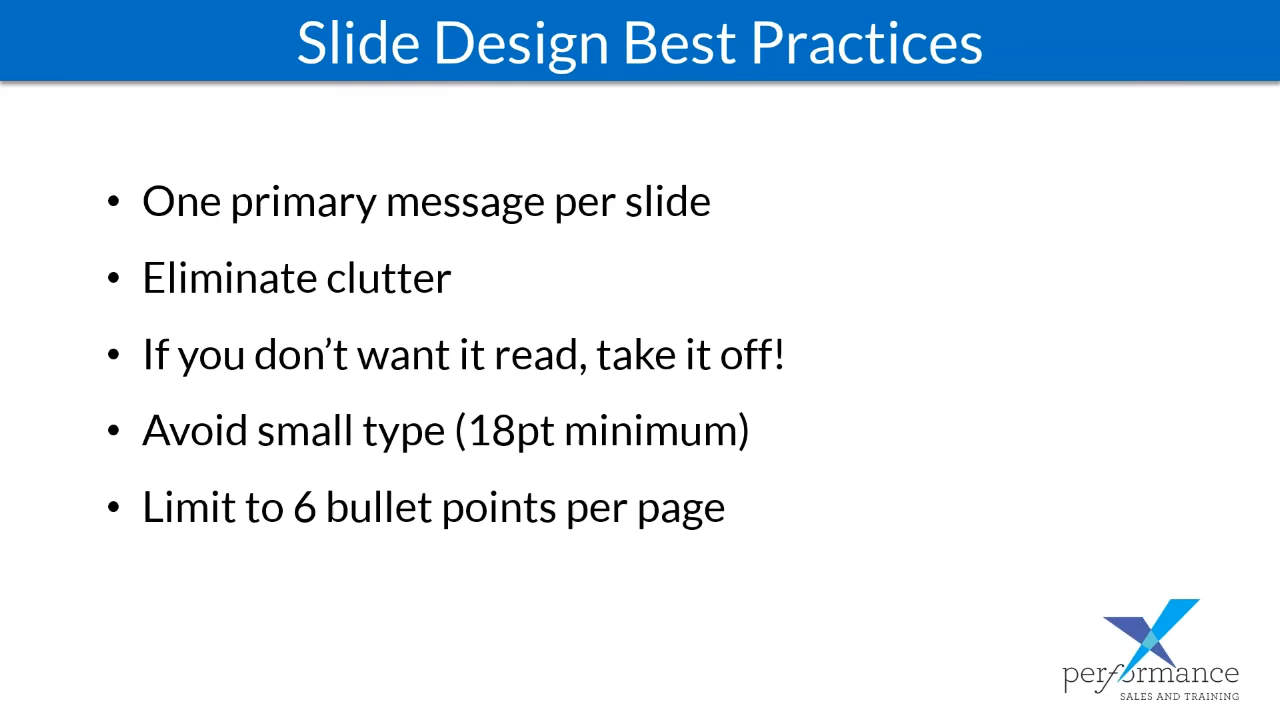 Slide Design Best Practices
• One primary message per slide
• Eliminate clutter
• If you don’t want it read, take it off!
• Avoid small type (18pt minimum)
• Limit to 6 bullet points per page
performance
SALES AND TRAINING